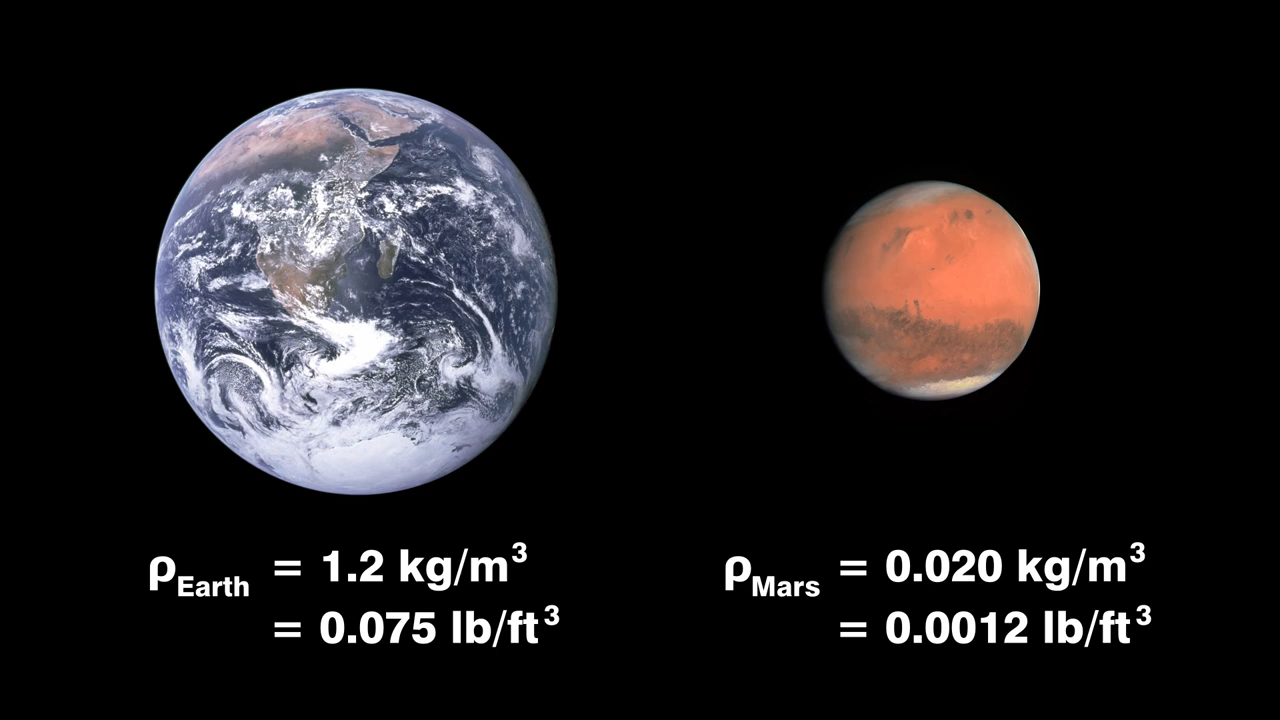 ρEarth = 1.2 kg/m³
= 0.075 lb/ft³
ρMars = 0.020 kg/m³
= 0.0012 lb/ft³